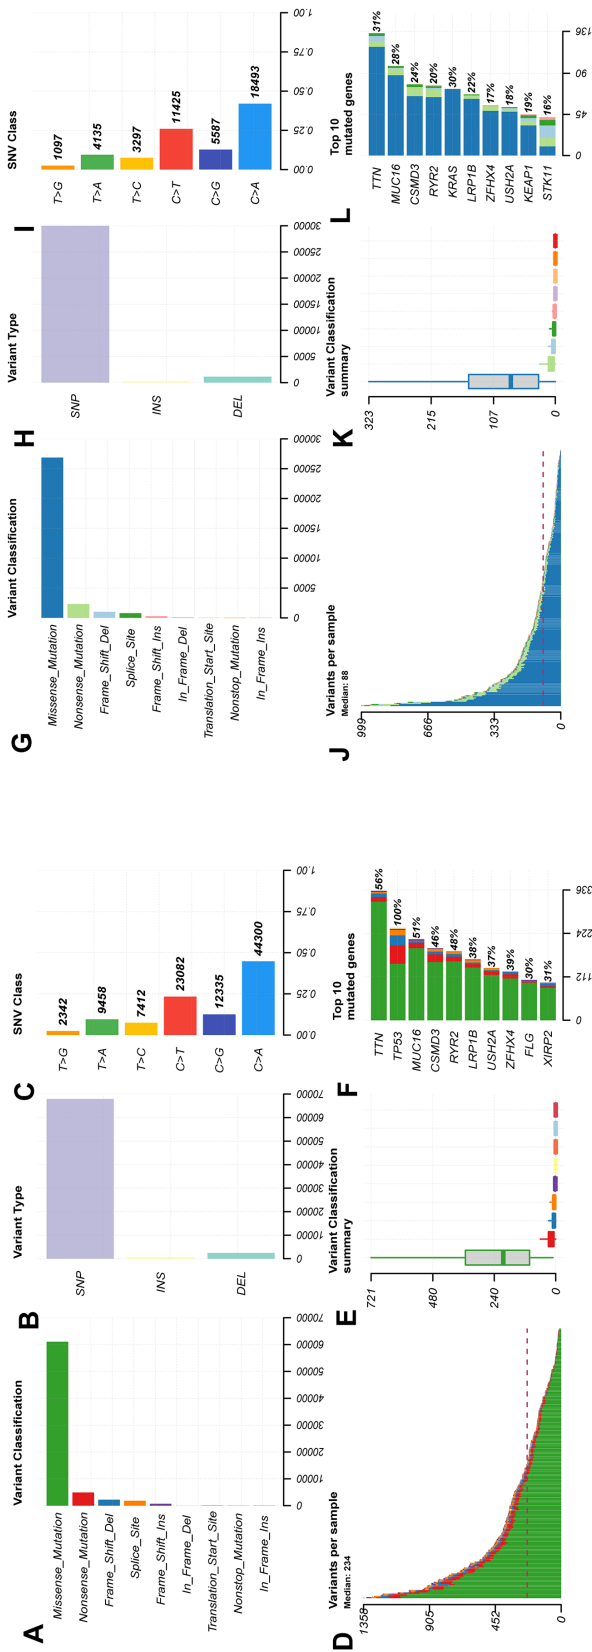 A
Variant Classification
Missense_Mutation
Nonsense_Mutation
Frame_Shift_Del
Splice_Site
Frame_Shift_Ins
In_Frame_Del
Translation_Start_Site
Nonstop_Mutation
In_Frame_Ins
0 10000 20000 30000 40000 50000 60000 70000
B
Variant Type
SNP
INS
DEL
0 10000 20000 30000 40000 50000 60000 70000
C
SNV Class
T>G 2342
T>A 9458
T>C 7412
C>T 23082
C>G 12335
C>A 44300
0.00 0.25 0.50 0.75 1.00
D
Variants per sample
Median: 234
1358
905
452
0
E
Variant Classification
summary
721
480
240
0
F
Top 10
mutated genes
TTN 56%
TP53 100%
MUC16 51%
CSMD3 46%
RYR2 48%
LRP1B 38%
USH2A 37%
ZFHX4 39%
FLG 30%
XIRP2 31%
0 112 224 336
G
Variant Classification
Missense_Mutation
Nonsense_Mutation
Frame_Shift_Del
Splice_Site
Frame_Shift_Ins
In_Frame_Del
Translation_Start_Site
Nonstop_Mutation
In_Frame_Ins
0 5000 10000 15000 20000 25000 30000
H
Variant Type
SNP
INS
DEL
0 5000 10000 15000 20000 25000 30000
I
SNV Class
T>G 1097
T>A 4135
T>C 3297
C>T 11425
C>G 5587
C>A 18493
0.00 0.25 0.50 0.75 1.00
J
Variants per sample
Median: 88
999
666
333
0
K
Variant Classification
summary
323
215
107
0
L
Top 10
mutated genes
TTN 31%
MUC16 28%
CSMD3 24%
RYR2 20%
KRAS 30%
LRP1B 22%
ZFHX4 17%
USH2A 18%
KEAP1 19%
STK11 16%
0 45 90 136